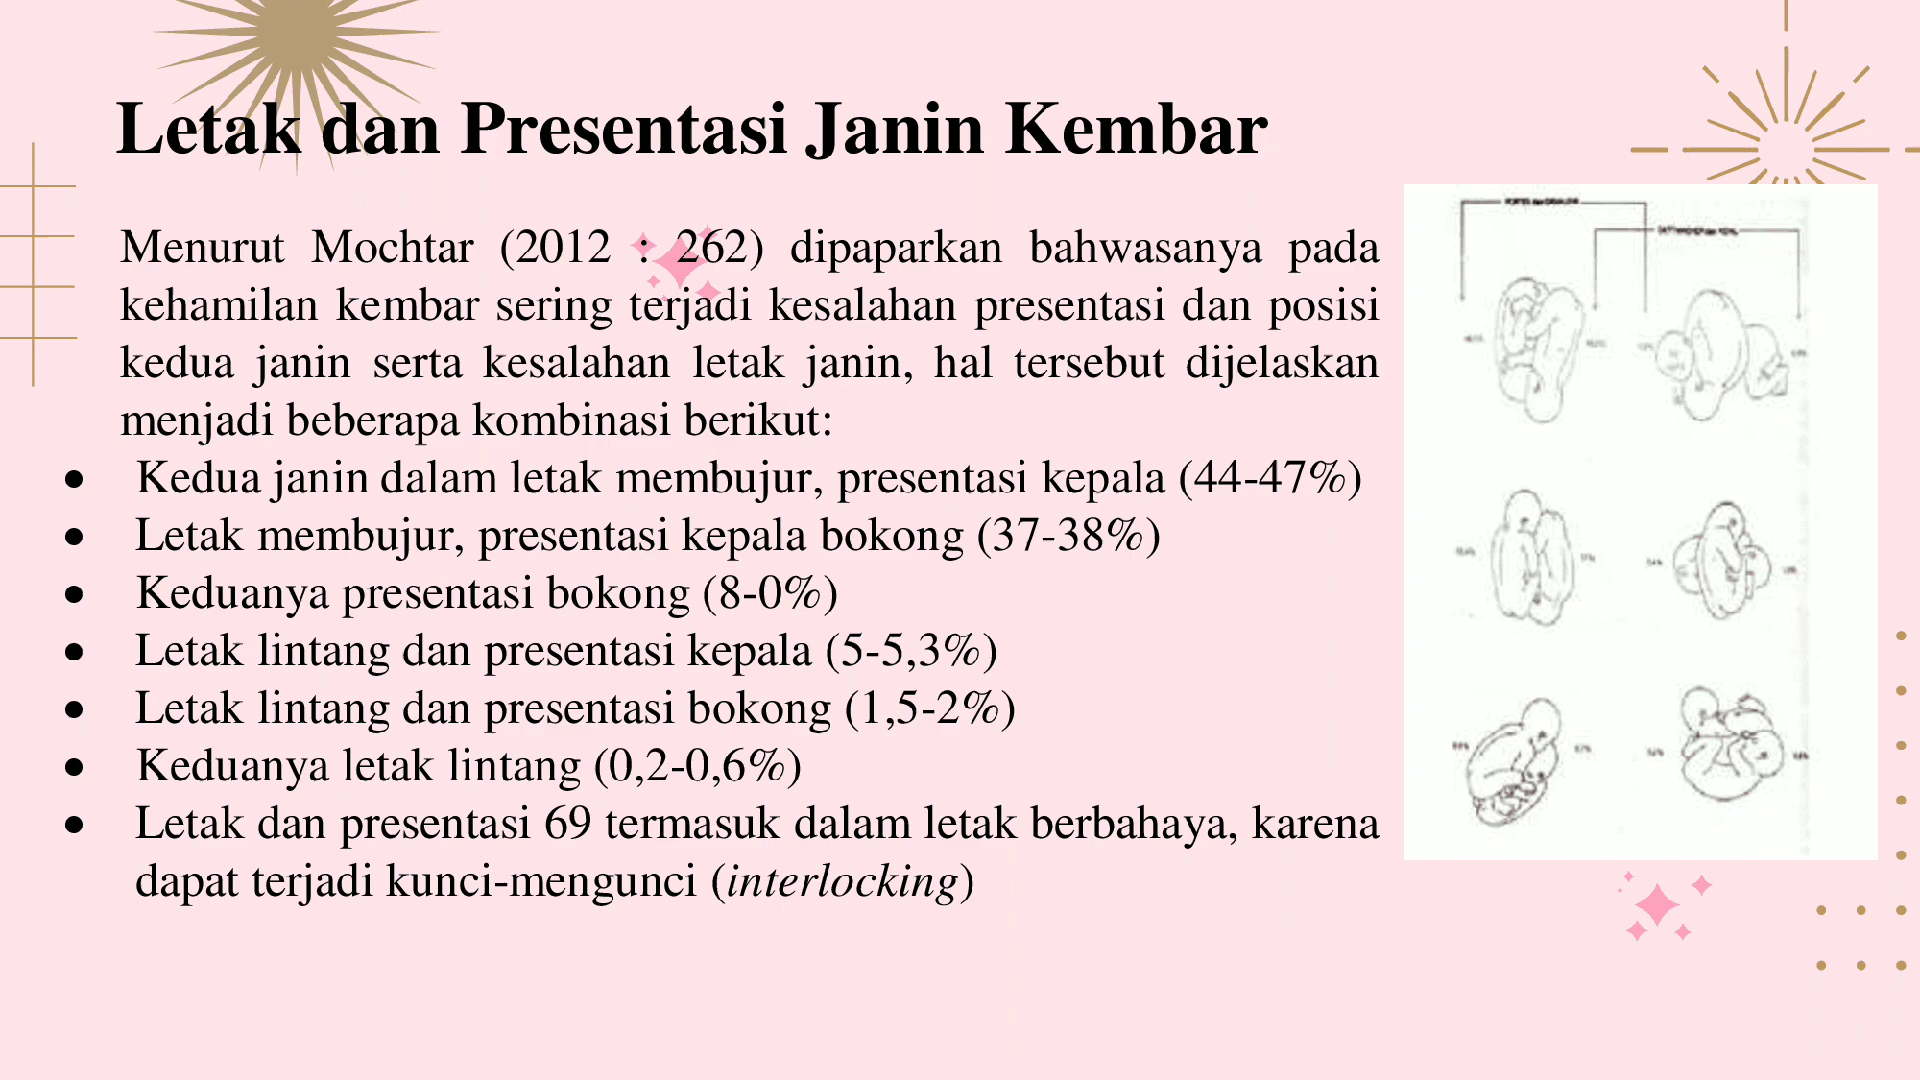 Letak dan Presentasi Janin Kembar
Menurut Mochtar (2012 : 262) dipaparkan bahwasanya pada
kehamilan kembar sering terjadi kesalahan presentasi dan posisi
kedua janin serta kesalahan letak janin, hal tersebut dijelaskan
menjadi beberapa kombinasi berikut:
● Kedua janin dalam letak membujur, presentasi kepala (44-47%)
● Letak membujur, presentasi kepala bokong (37-38%)
● Keduanya presentasi bokong (8-0%)
● Letak lintang dan presentasi kepala (5-5,3%)
● Letak lintang dan presentasi bokong (1,5-2%)
● Keduanya letak lintang (0,2-0,6%)
● Letak dan presentasi 69 termasuk dalam letak berbahaya, karena
dapat terjadi kunci-mengunci (interlocking)